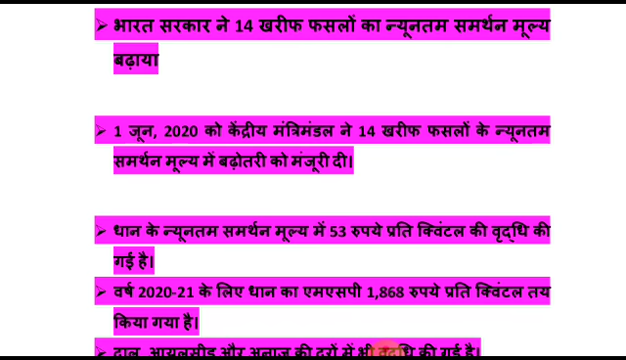 ➢ भारत सरकार ने 14 खरीफ फसलों का न्यूनतम समर्थन मूल्य
बढ़ाया
➢ 1 जून, 2020 को केंद्रीय मंत्रिमंडल ने 14 खरीफ फसलों के न्यूनतम
समर्थन मूल्य में बढ़ोतरी को मंजूरी दी।
➢ धान के न्यूनतम समर्थन मूल्य में 53 रुपये प्रति क्विंटल की वृद्धि की
गई है।
➢ वर्ष 2020-21 के लिए धान का एमएसपी 1,868 रुपये प्रति क्विंटल तय
किया गया है।
➢ दाल, आयलसीड और अनाज की दरों में भी वृद्धि की गई है।